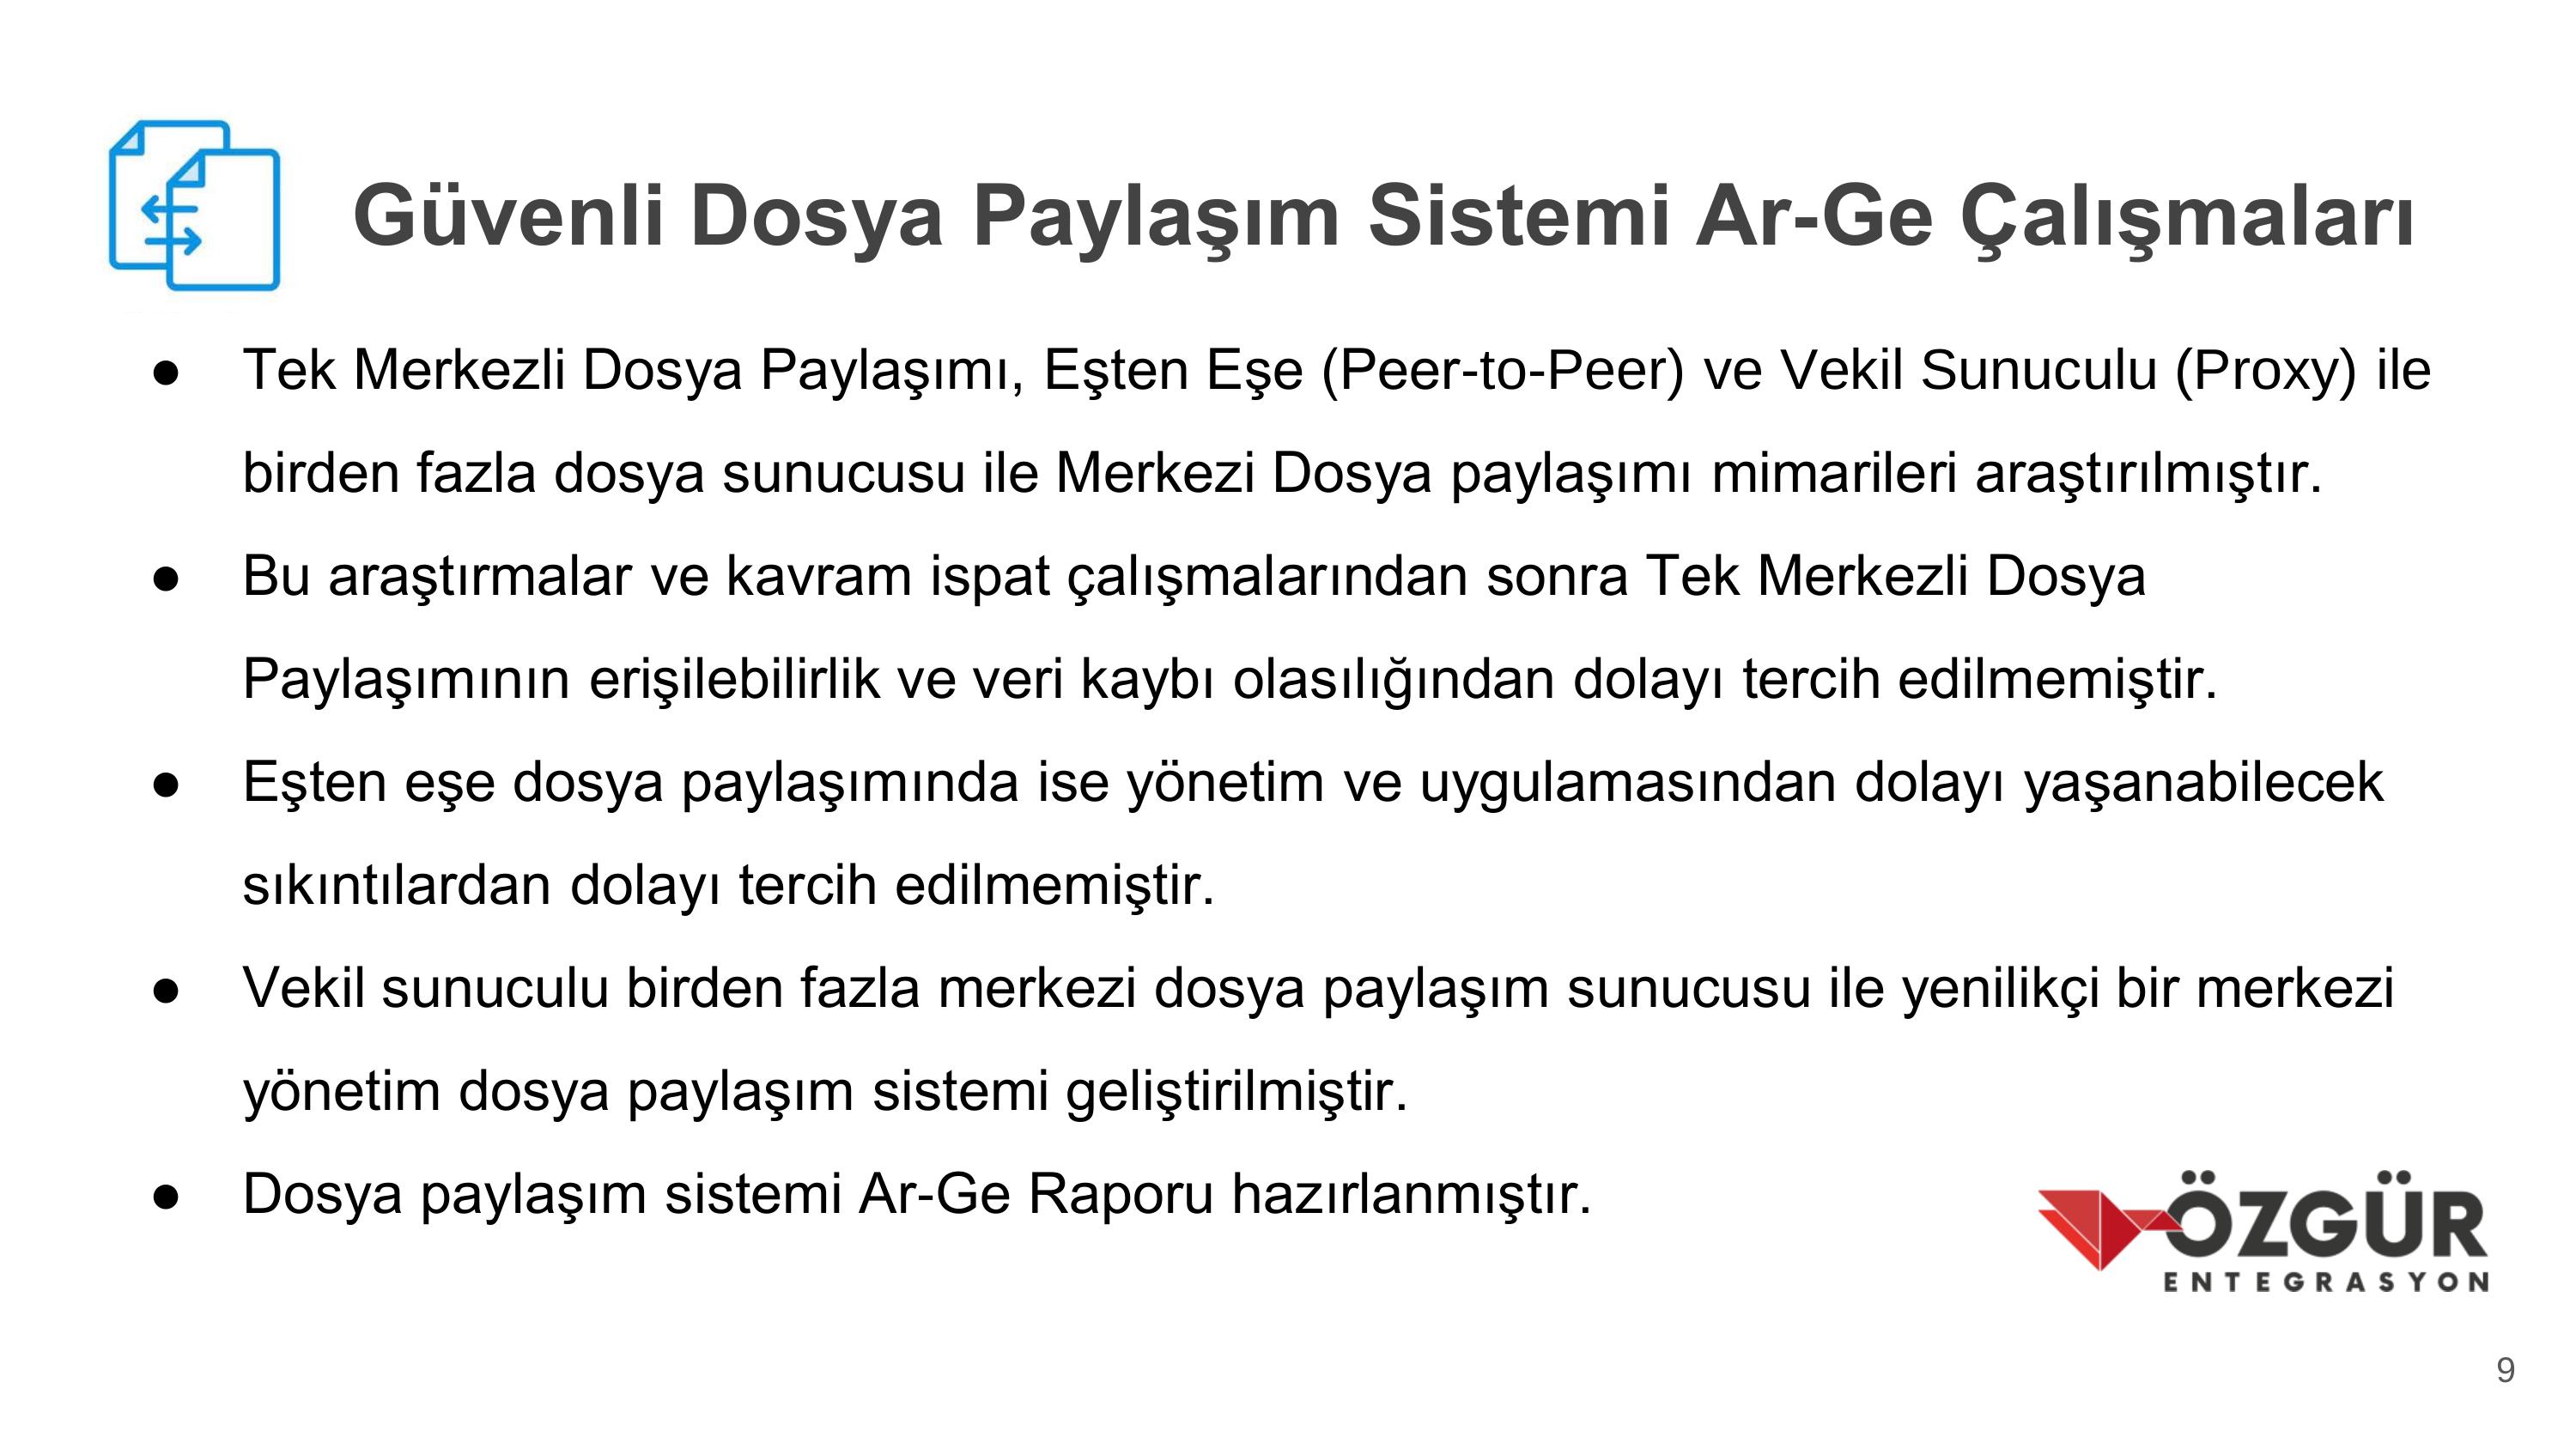 Güvenli Dosya Paylaşım Sistemi Ar-Ge Çalışmaları
● Tek Merkezli Dosya Paylaşımı, Eşten Eşe (Peer-to-Peer) ve Vekil Sunuculu (Proxy) ile
birden fazla dosya sunucusu ile Merkezi Dosya paylaşımı mimarileri araştırılmıştır.
● Bu araştırmalar ve kavram ispat çalışmalarından sonra Tek Merkezli Dosya
Paylaşımının erişilebilirlik ve veri kaybı olasılığından dolayı tercih edilmemiştir.
● Eşten eşe dosya paylaşımında ise yönetim ve uygulamasından dolayı yaşanabilecek
sıkıntılardan dolayı tercih edilmemiştir.
● Vekil sunuculu birden fazla merkezi dosya paylaşım sunucusu ile yenilikçi bir merkezi
yönetim dosya paylaşım sistemi geliştirilmiştir.
● Dosya paylaşım sistemi Ar-Ge Raporu hazırlanmıştır.
ÖZGÜR
ENTEGRASYON
9